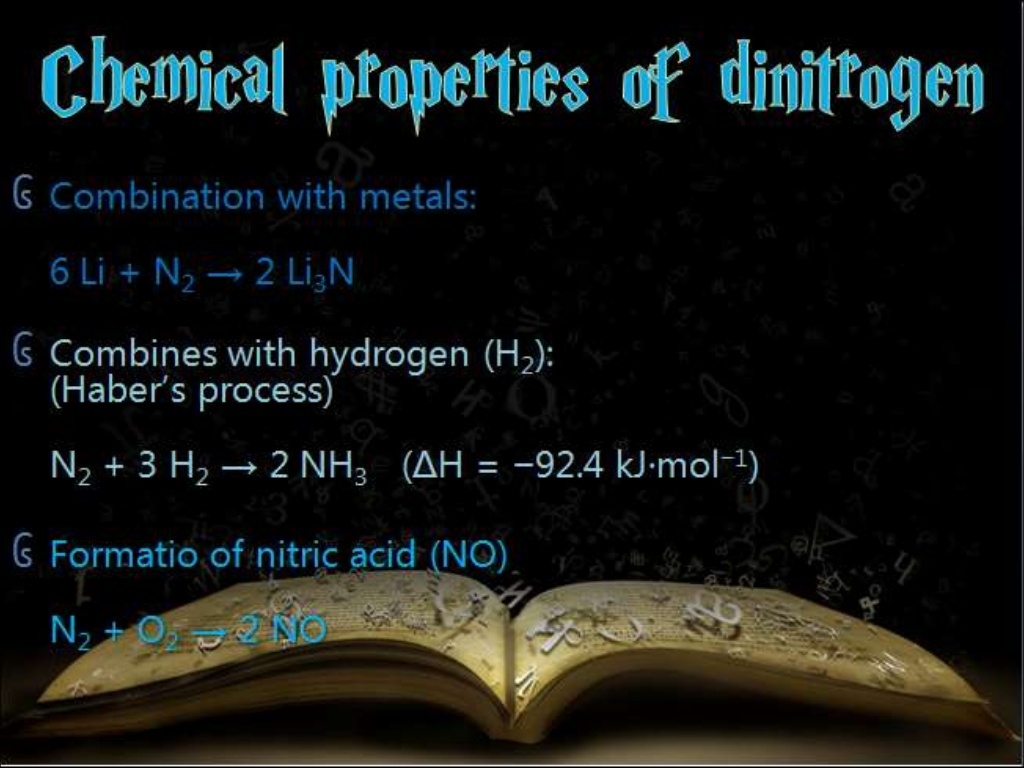 Chemical properties of dinitrogen
Combination with metals:
6 Li + N₂ → 2 Li₃N
Combines with hydrogen (H₂):
(Haber’s process)
N₂ + 3 H₂ → 2 NH₃ (ΔH = −92.4 kJ·mol⁻¹)
Formatio of nitric acid (NO)
N₂ + O₂ → 2 NO